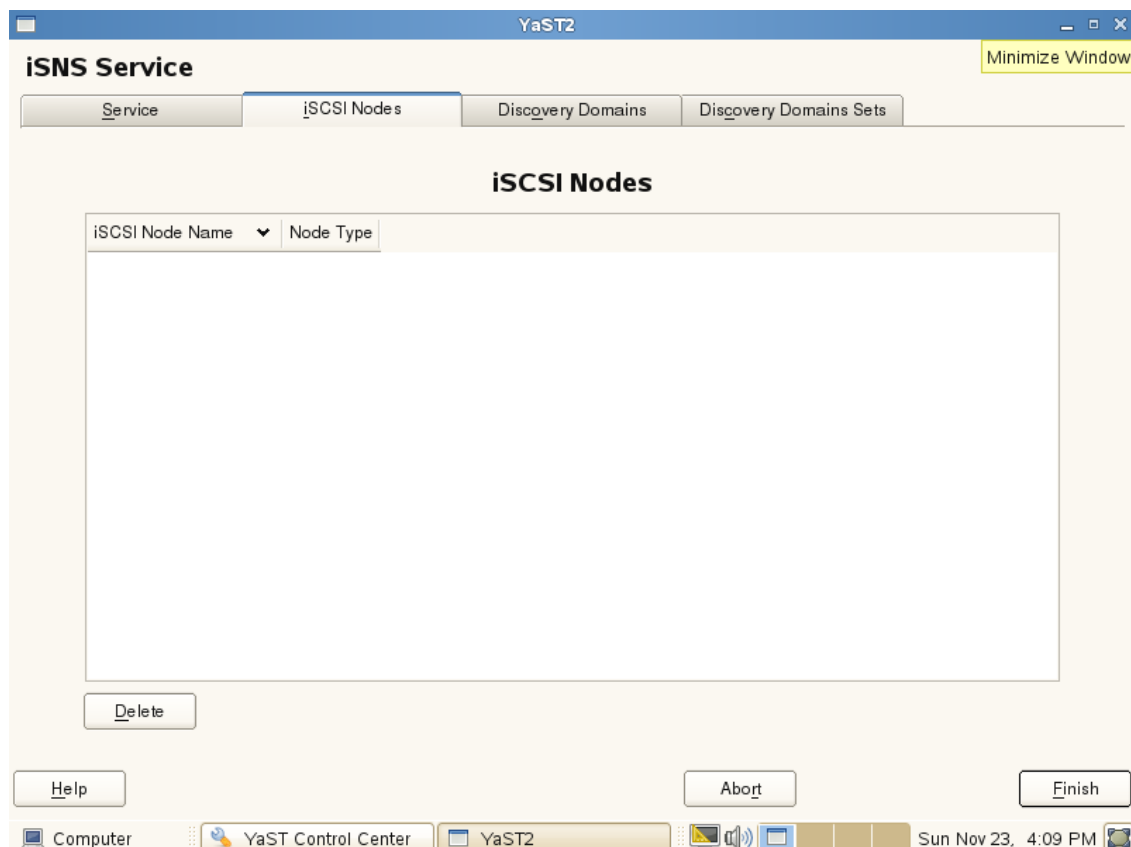 YaST2
Minimize Window
iSNS Service
Service iSCSI Nodes Discovery Domains Discovery Domains Sets
iSCSI Nodes
iSCSI Node Name Node Type
Delete
Help Abort Finish
Computer YaST Control Center YaST2 Sun Nov 23, 4:09 PM